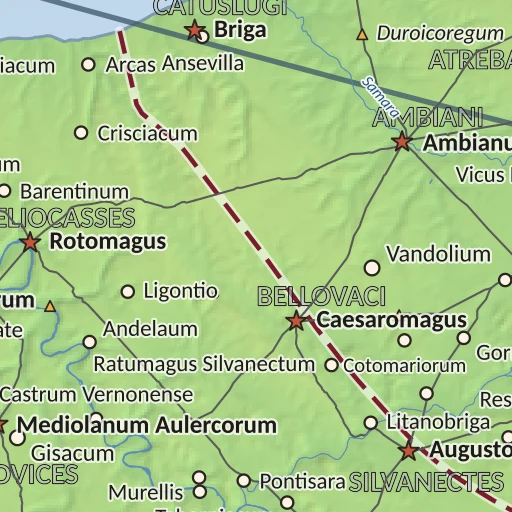 CATUSLUGI
Briga
Duroicoregum
iacum
Arcas
Ansevilla
ATREBA
Samara
AMBIANI
Crisciacum
Ambianu
um
Vicus
Barentinum
ELIOCASSES
Rotomagus
Vandolium
Ligontio
BELLOVACI
rum
Caesaromagus
ate
Andelaum
Gor
Ratumagus
Silvanectum
Cotomariorum
Castrum Vernonense
Res
Mediolanum Aulercorum
Litanobriga
Gisacum
Augusto
OVICES
Pontisara
SILVANECTES
Murellis